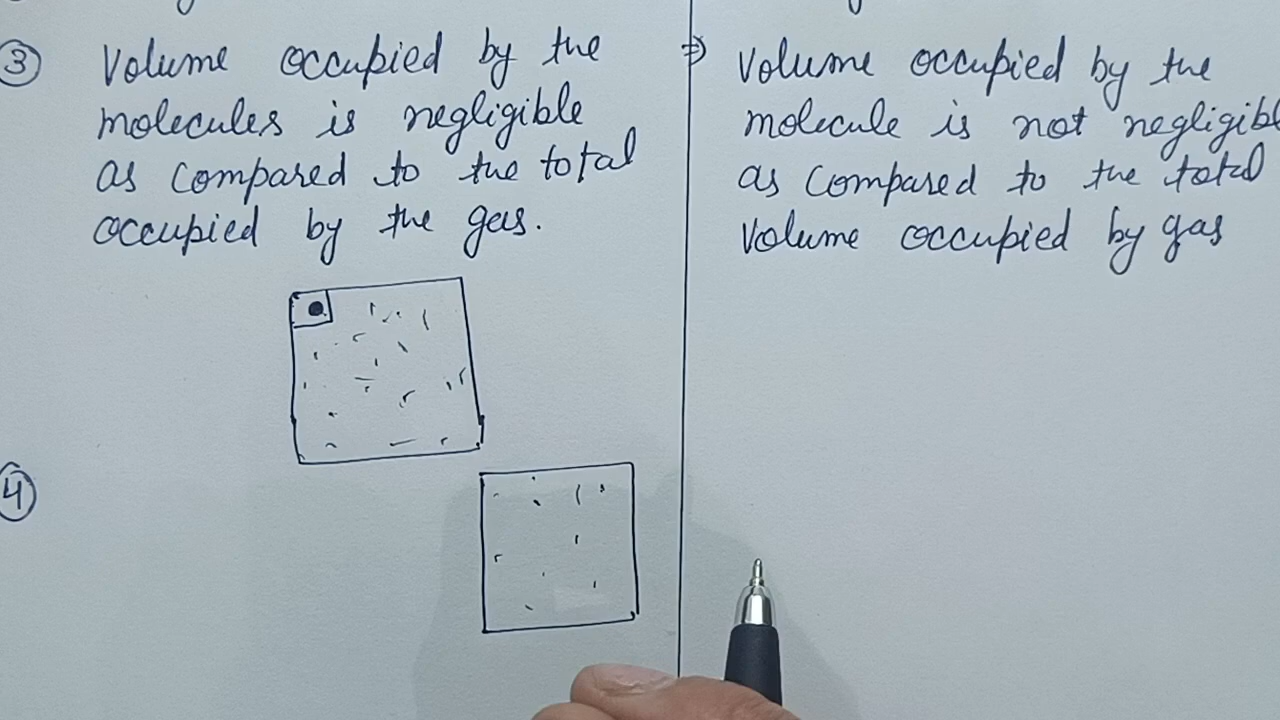 3 Volume occupied by the
molecules is negligible
as compared to the total
occupied by the gas.
⇒ Volume occupied by the
molecule is not negligibl
as compared to the total
Volume occupied by gas
4